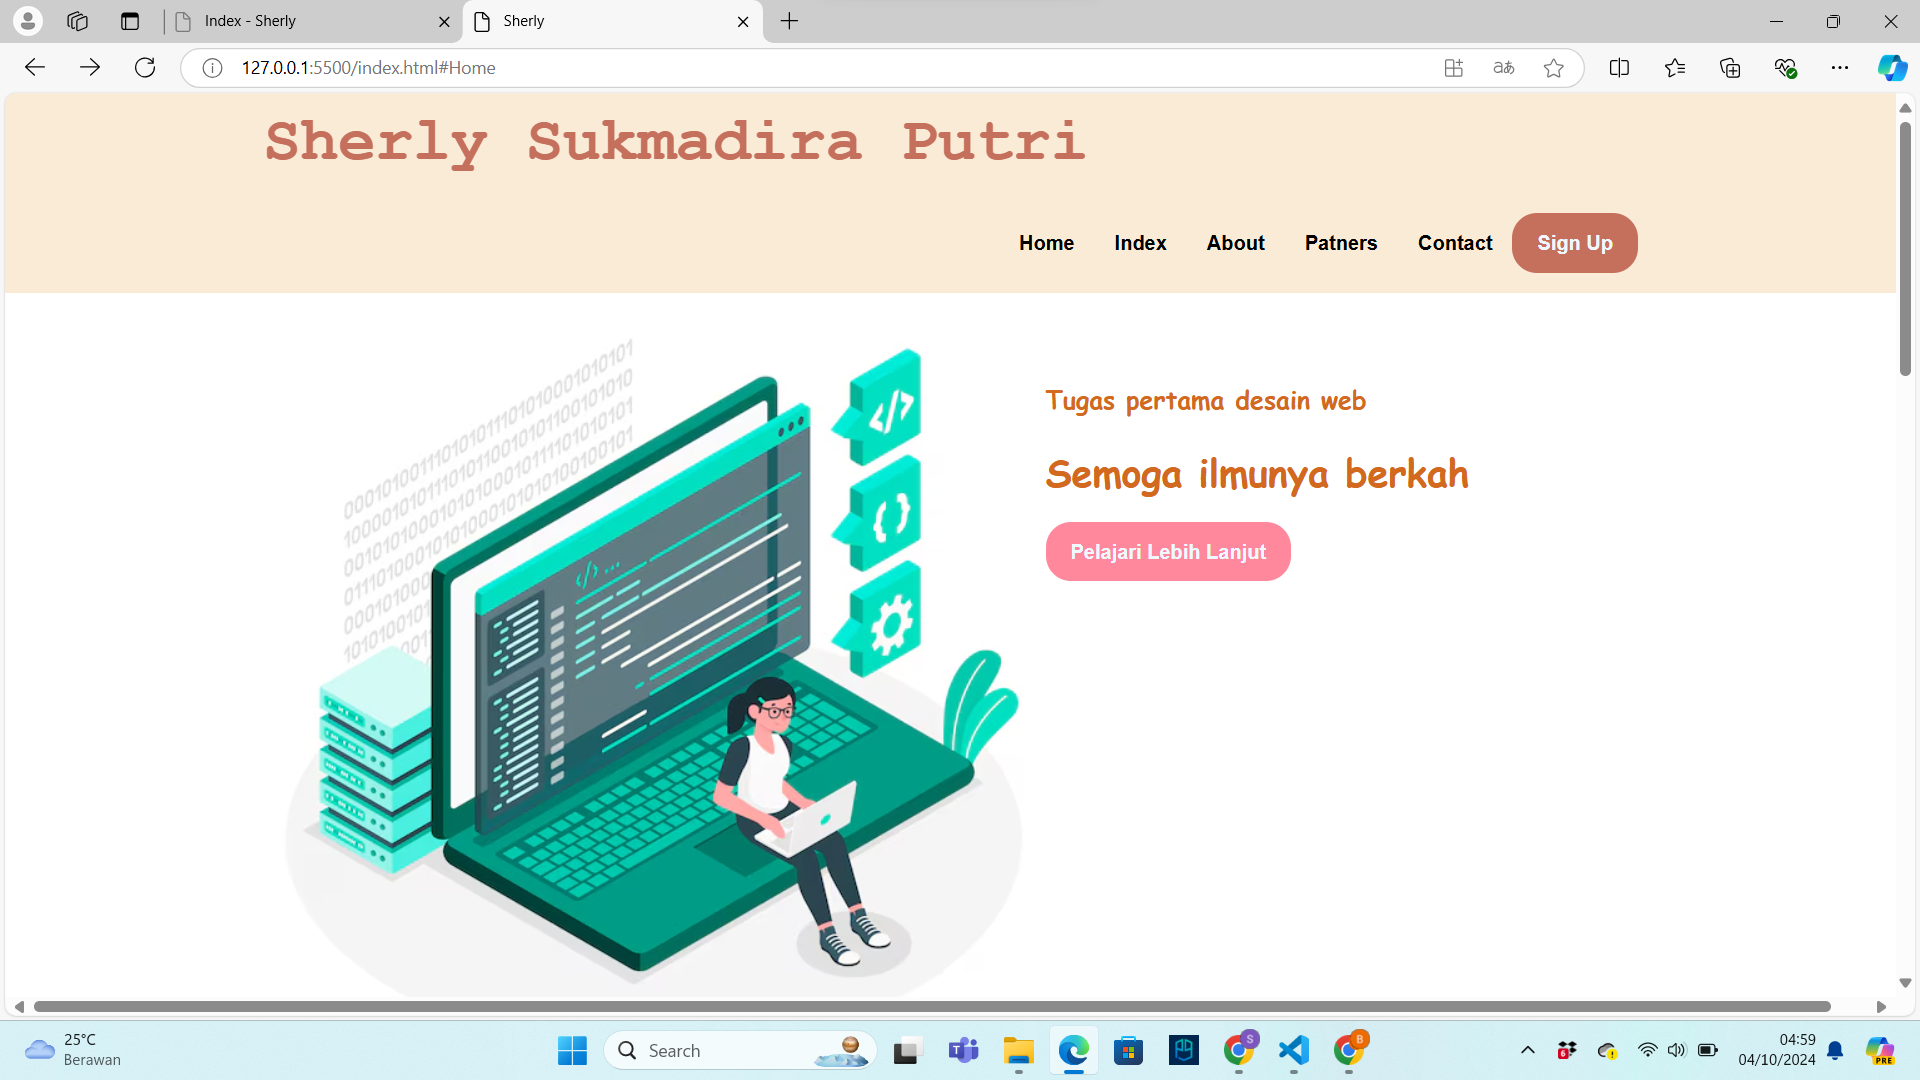 Index - Sherly
Sherly
127.0.0.1:5500/index.html#Home
Sherly Sukmadira Putri
Home Index About Patners Contact Sign Up
Tugas pertama desain web
Semoga ilmunya berkah
Pelajari Lebih Lanjut
25°C
Berawan
Search
04:59
04/10/2024